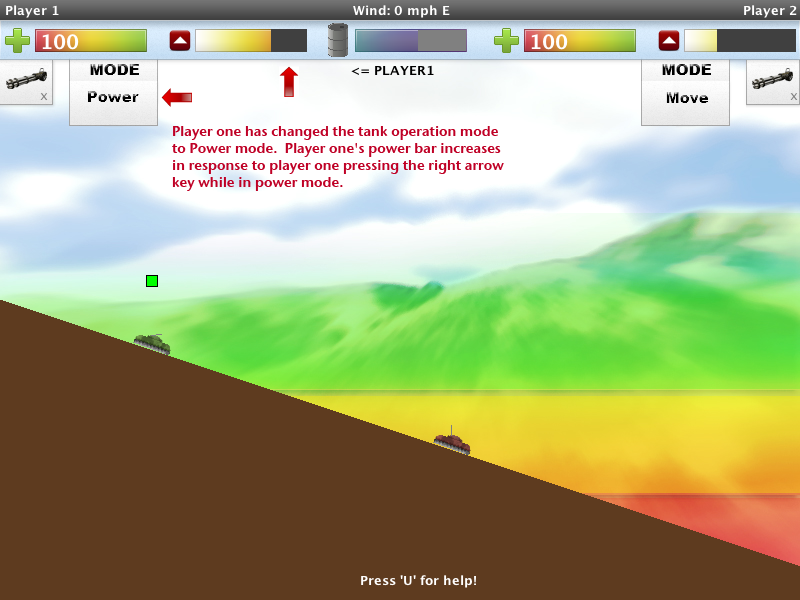 Player 1 Wind: 0 mph E Player 2
100 100
MODE <= PLAYER1 MODE
Power Move
x x
Player one has changed the tank operation mode
to Power mode.  Player one's power bar increases
in response to player one pressing the right arrow
key while in power mode.
Press 'U' for help!